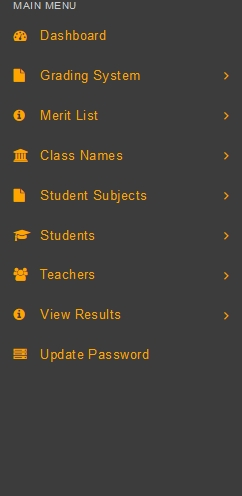 MAIN MENU
Dashboard
Grading System
Merit List
Class Names
Student Subjects
Students
Teachers
View Results
Update Password